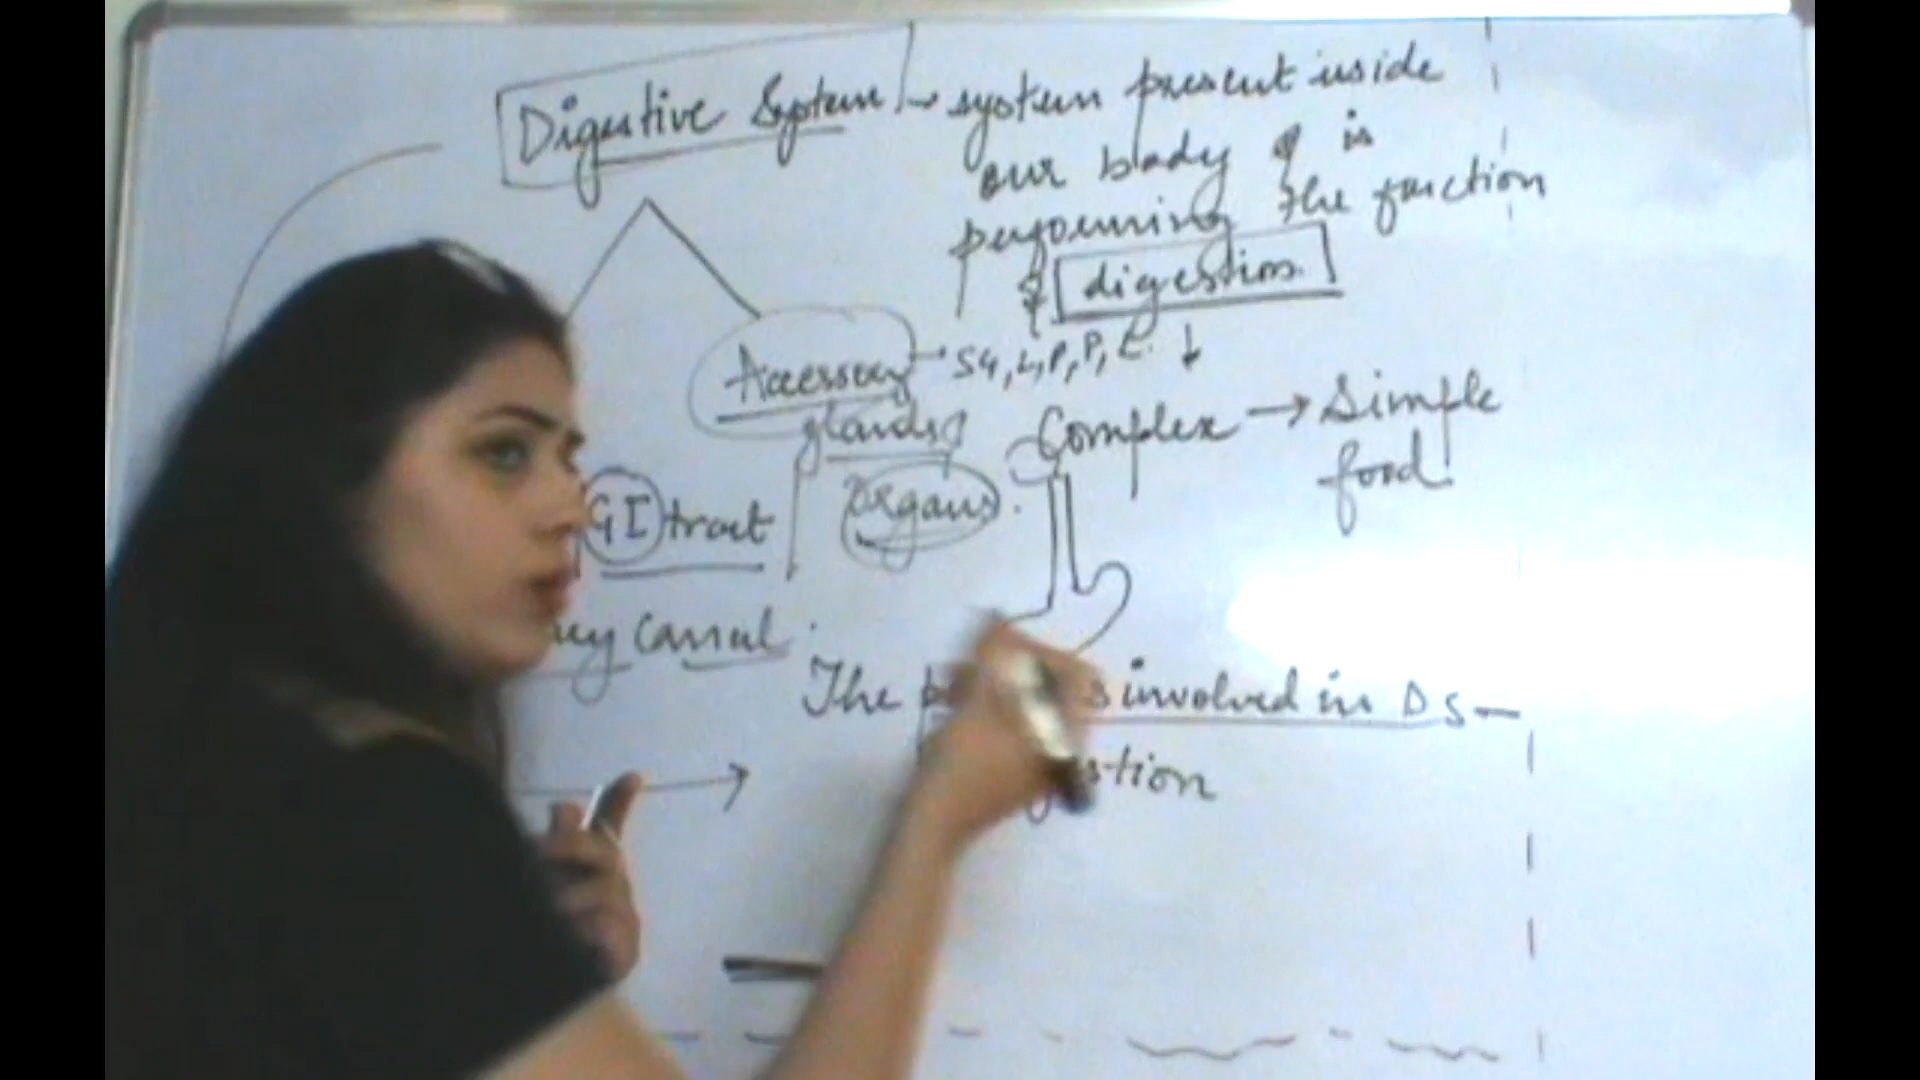 Digestive System → system present inside
our body & is
performing the function
of digestion.
Accessory → SG, L, P, P, E. ↓
glands/ Complex → Simple
organs. food.
GI tract
Canal.
The involved in DS —